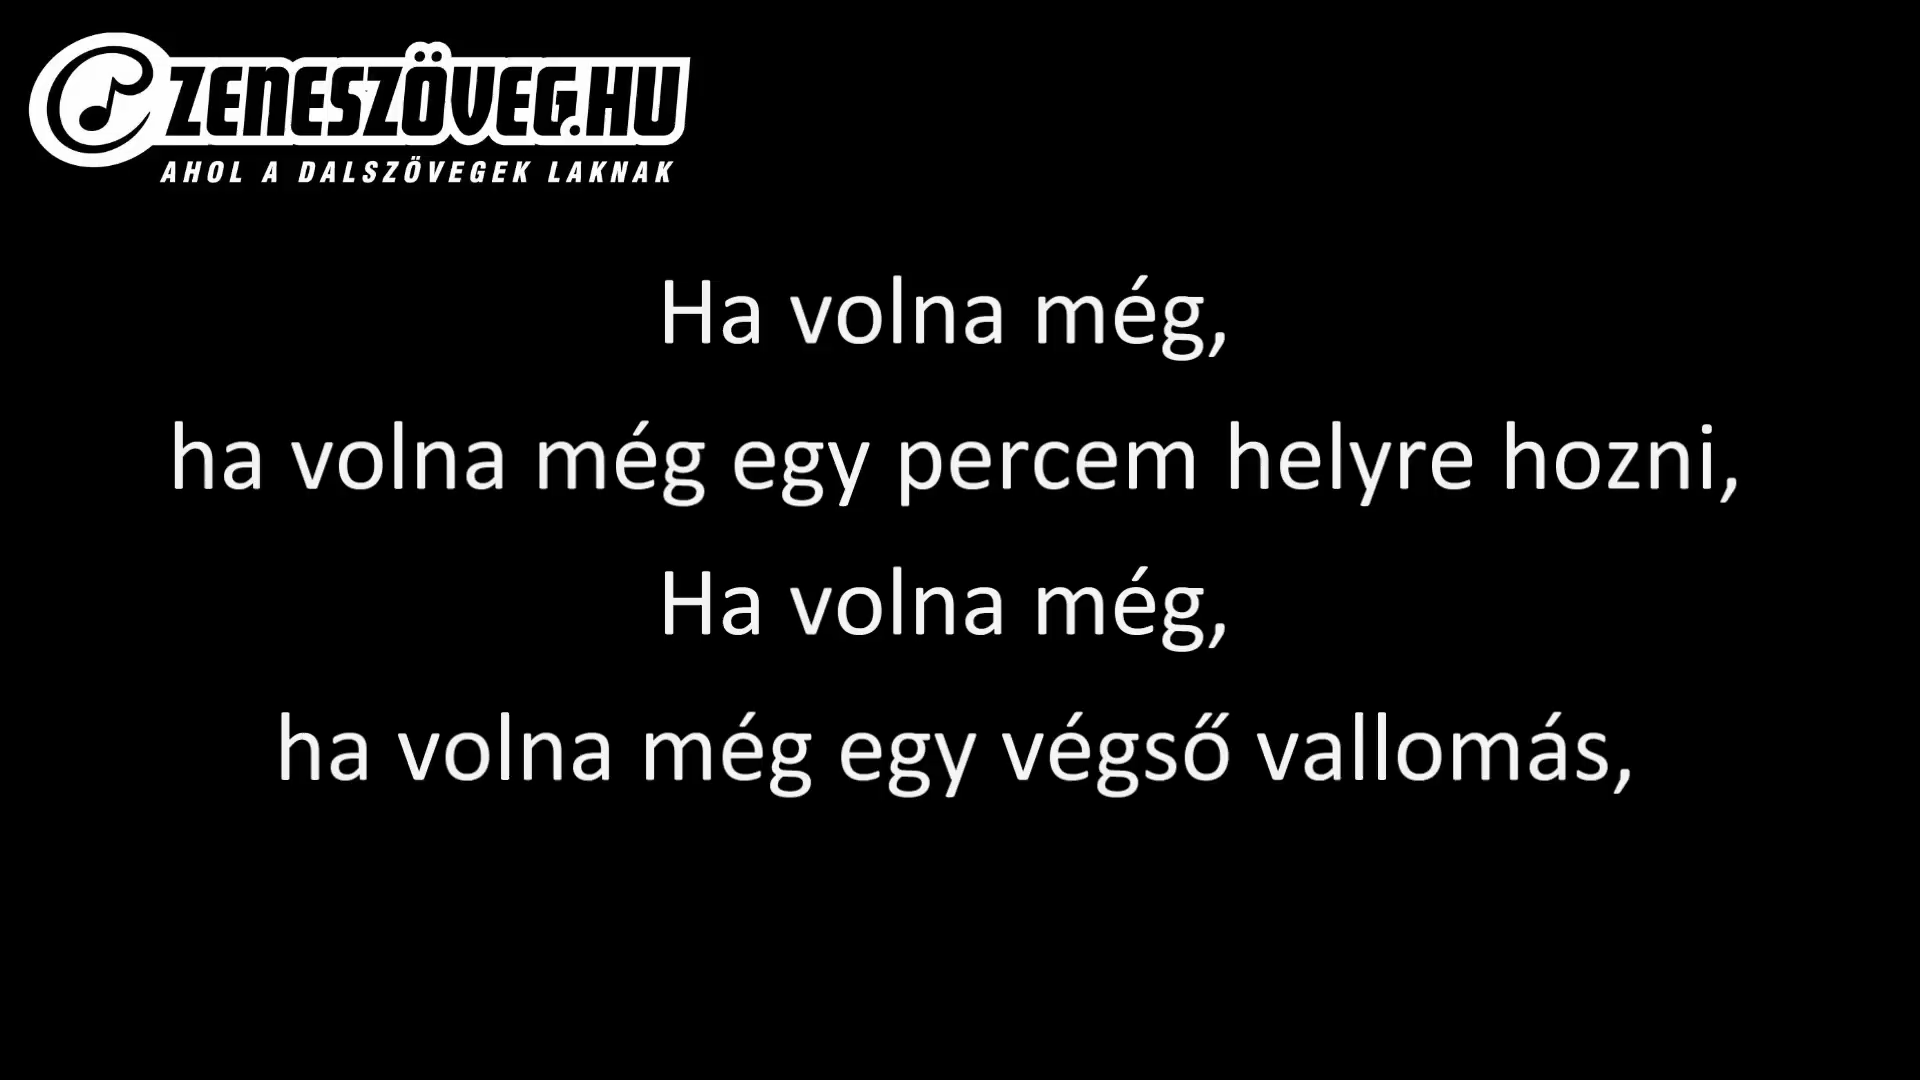 ZENESZÖVEG.HU
AHOL A DALSZÖVEGEK LAKNAK
Ha volna még,
ha volna még egy percem helyre hozni,
Ha volna még,
ha volna még egy végső vallomás,